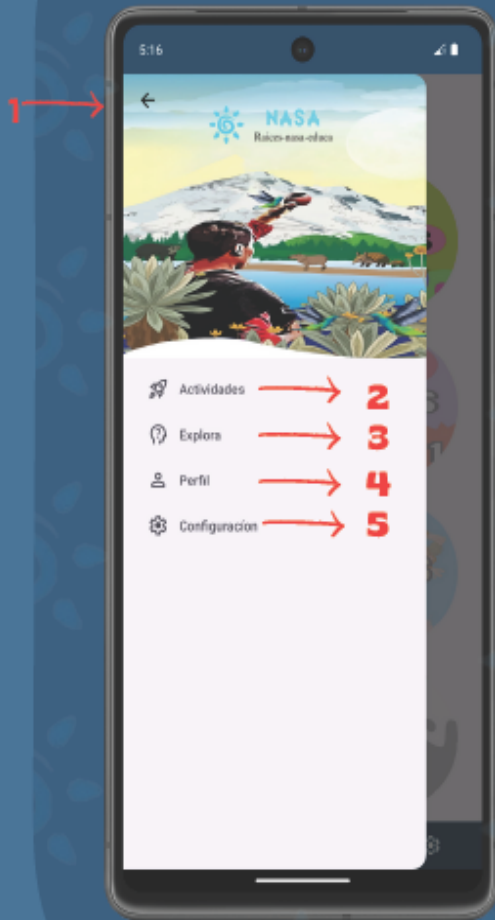 5:16
1
NASA
Raices-nasa-educa
Actividades
2
Explora
3
Perfil
4
Configuracion
5